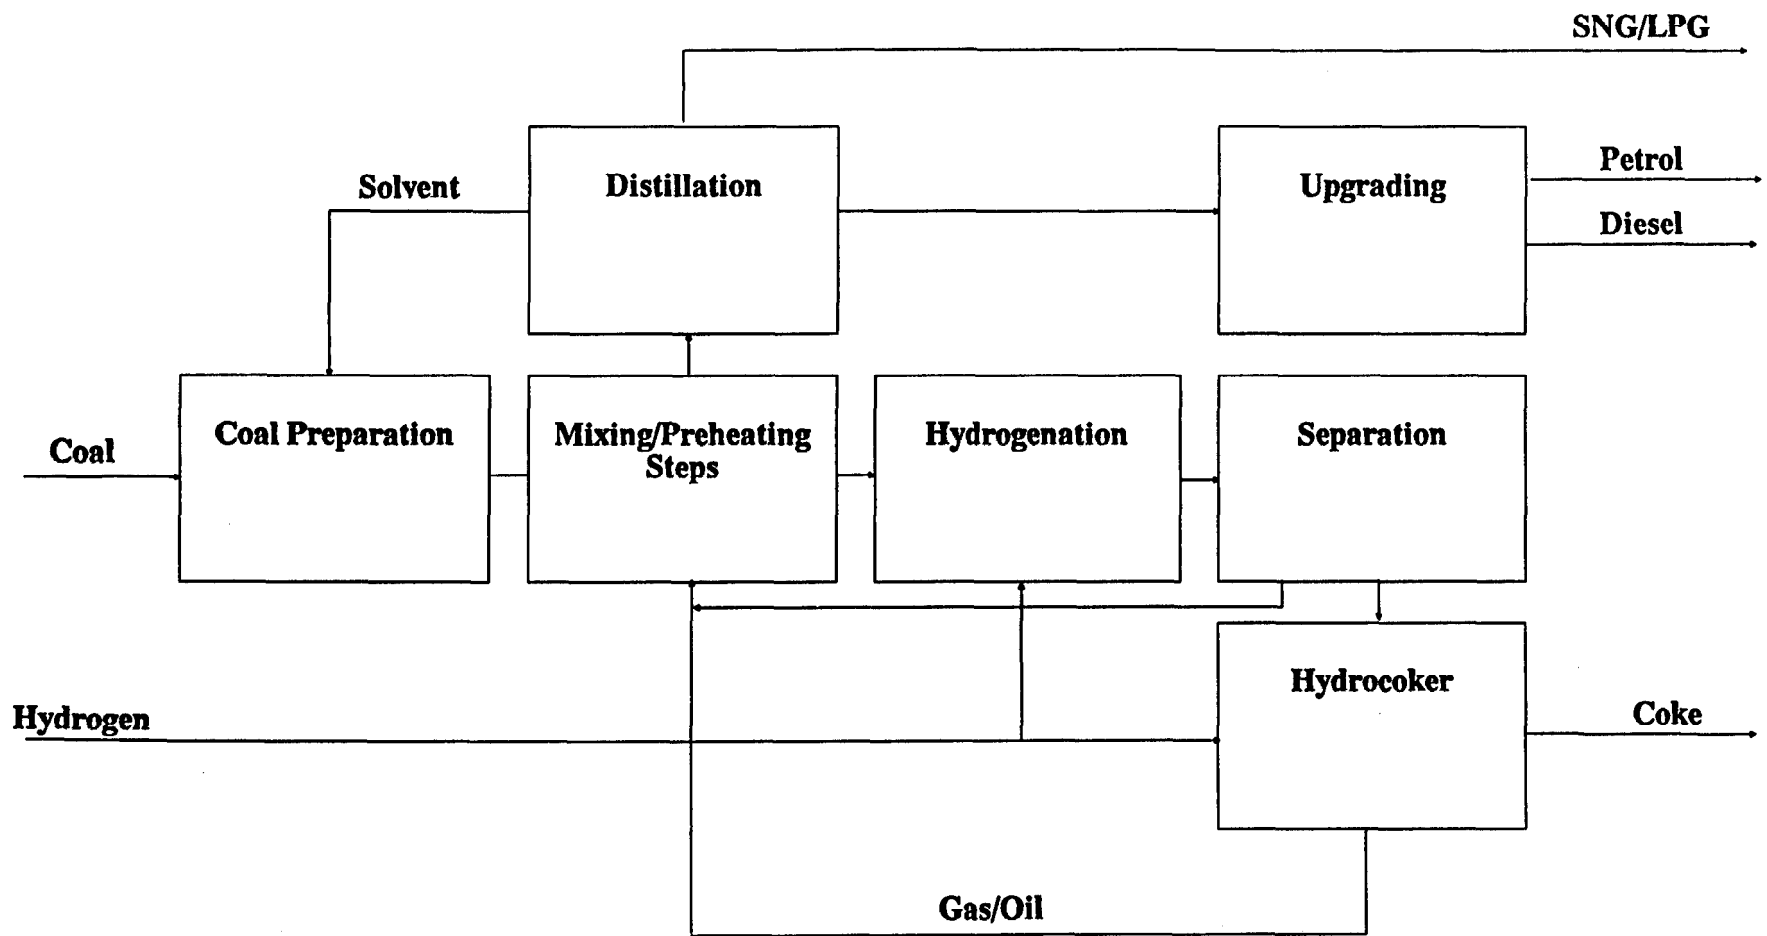 SNG/LPG
Solvent
Distillation
Upgrading
Petrol
Diesel
Coal
Coal Preparation
Mixing/Preheating
Steps
Hydrogenation
Separation
Hydrogen
Hydrocoker
Coke
Gas/Oil